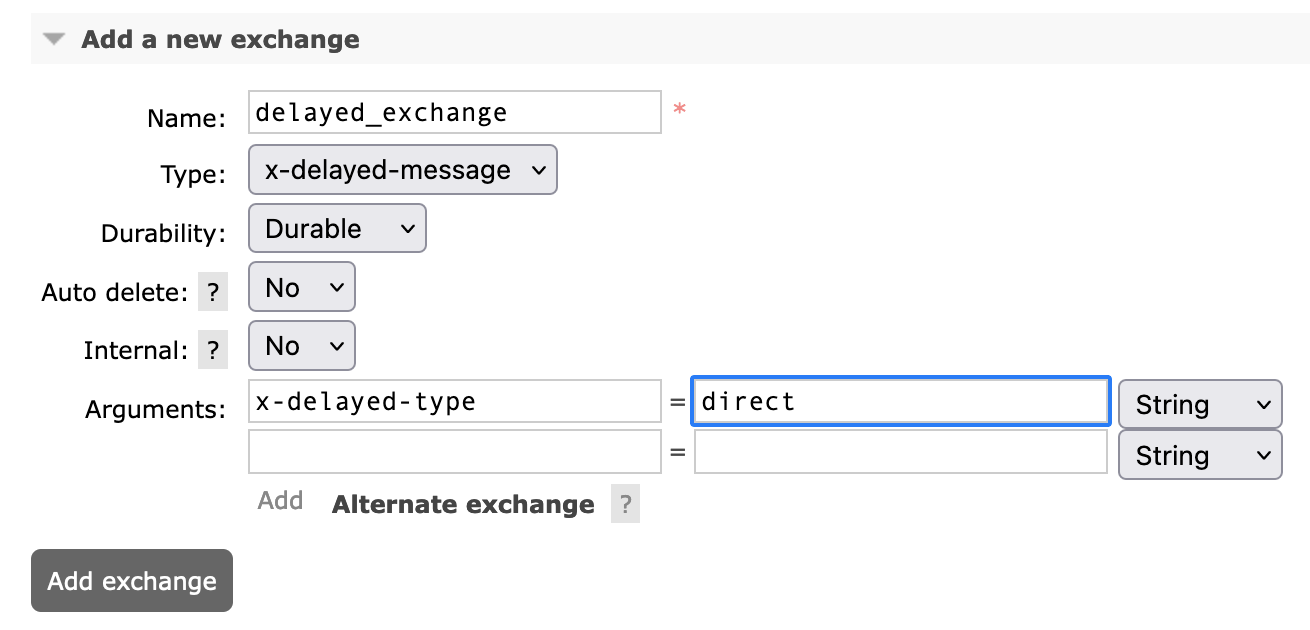 Add a new exchange
Name: delayed_exchange *
Type: x-delayed-message
Durability: Durable
Auto delete: ? No
Internal: ? No
Arguments: x-delayed-type = direct String
= String
Add Alternate exchange ?
Add exchange